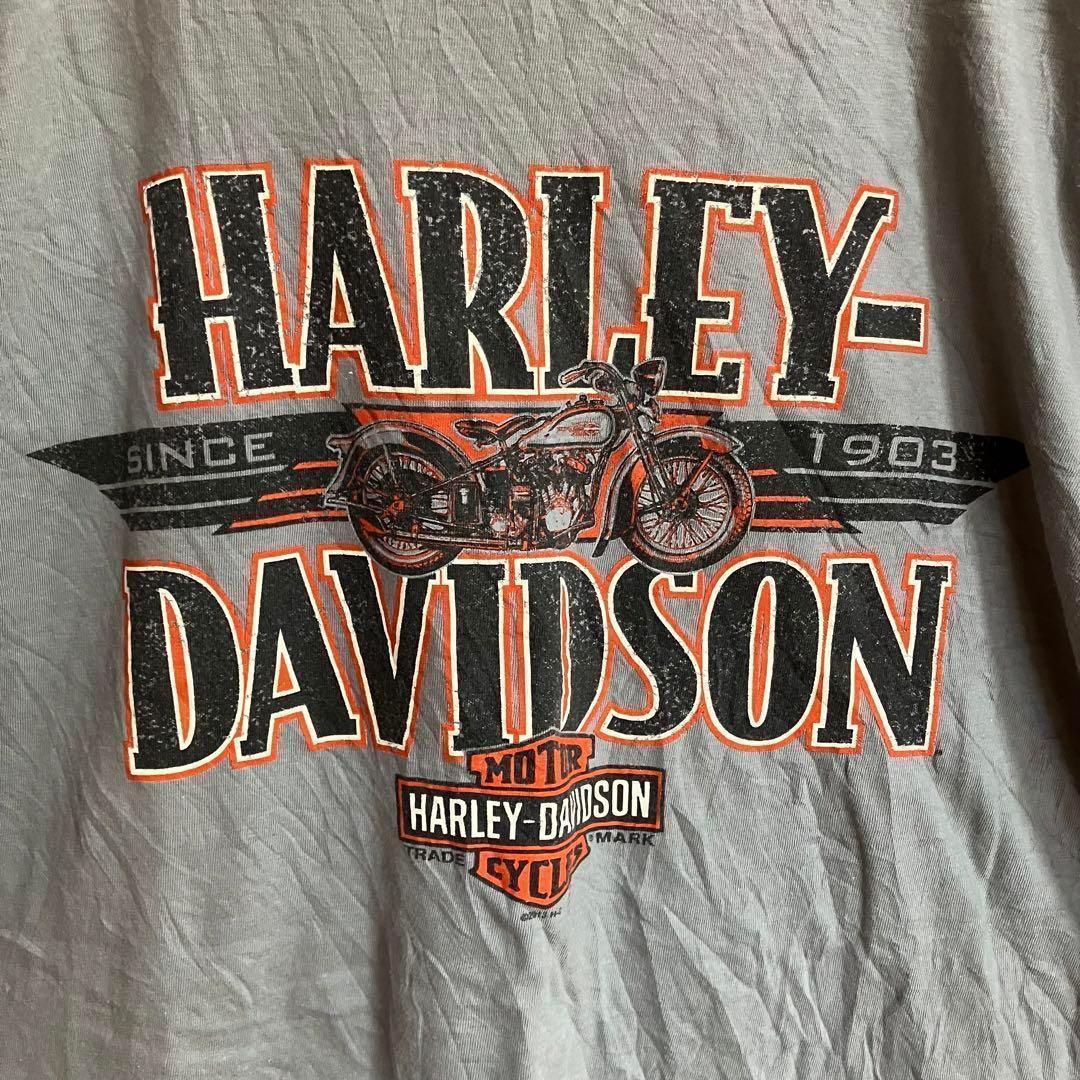 HARLEY-
SINCE 1903
DAVIDSON
MOTOR
HARLEY-DAVIDSON
TRADE ®MARK
CYCLES